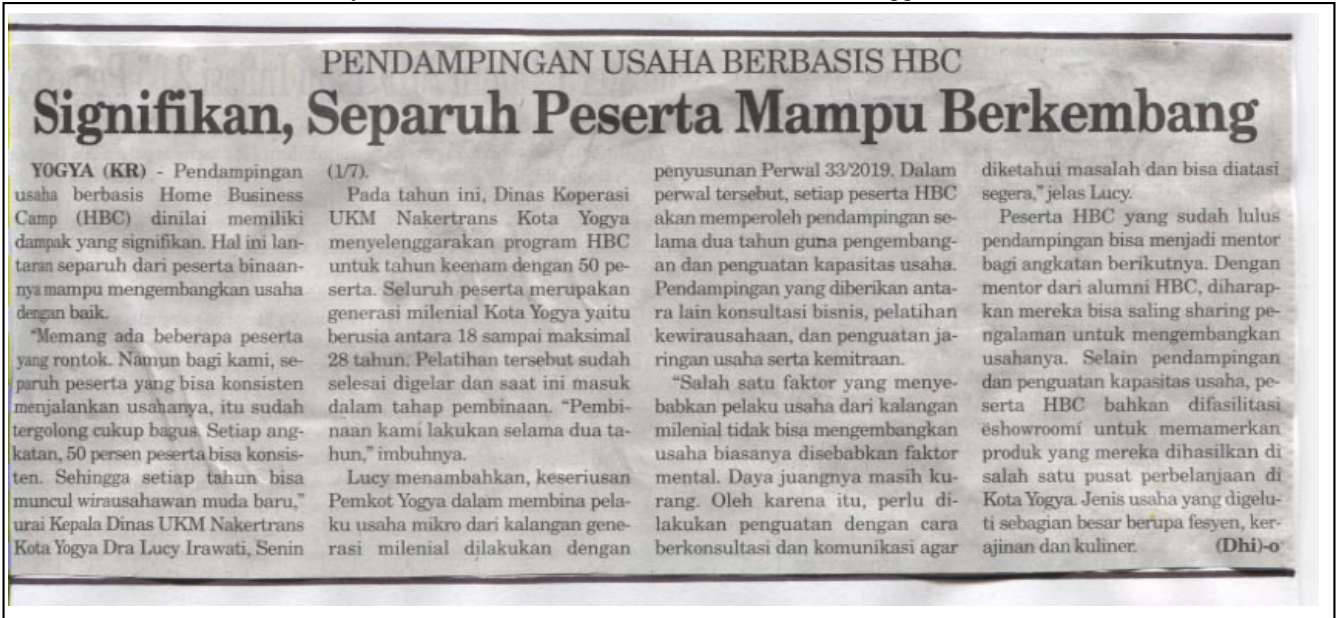 PENDAMPINGAN USAHA BERBASIS HBC
Signifikan, Separuh Peserta Mampu Berkembang
YOGYA (KR) - Pendampingan
usaha berbasis Home Business
Camp (HBC) dinilai memiliki
dampak yang signifikan. Hal ini lan-
taran separuh dari peserta binaan-
nya mampu mengembangkan usaha
dengan baik.
"Memang ada beberapa peserta
yang rontok. Namun bagi kami, se-
paruh peserta yang bisa konsisten
menjalankan usahanya, itu sudah
tergolong cukup bagus. Setiap ang-
katan, 50 persen peserta bisa konsis-
ten. Sehingga setiap tahun bisa
muncul wirausahawan muda baru,"
urai Kepala Dinas UKM Nakertrans
Kota Yogya Dra Lucy Irawati, Senin
(1/7).
Pada tahun ini, Dinas Koperasi
UKM Nakertrans Kota Yogya
menyelenggarakan program HBC
untuk tahun keenam dengan 50 pe-
serta. Seluruh peserta merupakan
generasi milenial Kota Yogya yaitu
berusia antara 18 sampai maksimal
28 tahun. Pelatihan tersebut sudah
selesai digelar dan saat ini masuk
dalam tahap pembinaan. "Pembi-
naan kami lakukan selama dua ta-
hun," imbuhnya.
Lucy menambahkan, keseriusan
Pemkot Yogya dalam membina pela-
ku usaha mikro dari kalangan gene-
rasi milenial dilakukan dengan
penyusunan Perwal 33/2019. Dalam
perwal tersebut, setiap peserta HBC
akan memperoleh pendampingan se-
lama dua tahun guna pengembang-
an dan penguatan kapasitas usaha.
Pendampingan yang diberikan anta-
ra lain konsultasi bisnis, pelatihan
kewirausahaan, dan penguatan ja-
ringan usaha serta kemitraan.
"Salah satu faktor yang menye-
babkan pelaku usaha dari kalangan
milenial tidak bisa mengembangkan
usaha biasanya disebabkan faktor
mental. Daya juangnya masih ku-
rang. Oleh karena itu, perlu di-
lakukan penguatan dengan cara
berkonsultasi dan komunikasi agar
diketahui masalah dan bisa diatasi
segera," jelas Lucy.
Peserta HBC yang sudah lulus
pendampingan bisa menjadi mentor
bagi angkatan berikutnya. Dengan
mentor dari alumni HBC, diharap-
kan mereka bisa saling sharing pe-
ngalaman untuk mengembangkan
usahanya. Selain pendampingan
dan penguatan kapasitas usaha, pe-
serta HBC bahkan difasilitasi
ëshowroomí untuk memamerkan
produk yang mereka dihasilkan di
salah satu pusat perbelanjaan di
Kota Yogya. Jenis usaha yang digelu-
ti sebagian besar berupa fesyen, ker-
ajinan dan kuliner. (Dhi)-o